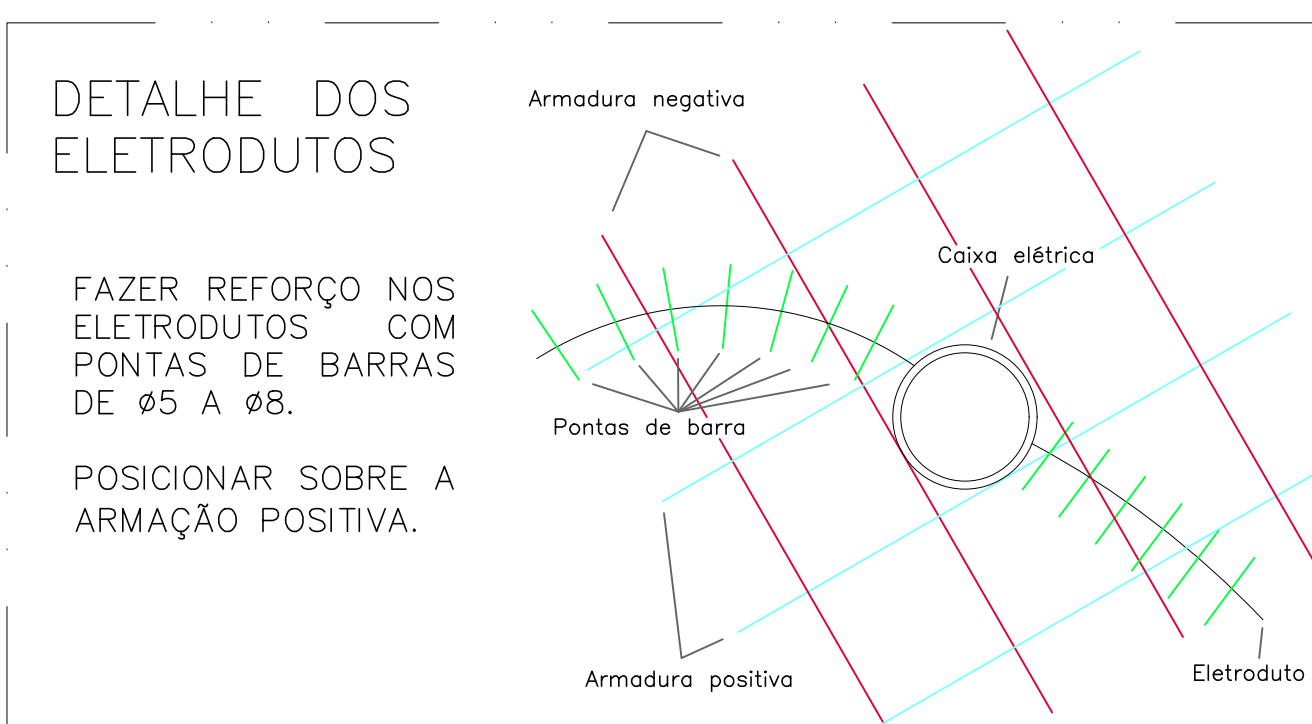 DETALHE DOS
ELETRODUTOS
FAZER REFORÇO NOS
ELETRODUTOS COM
PONTAS DE BARRAS
DE ø5 A ø8.
POSICIONAR SOBRE A
ARMAÇÃO POSITIVA.
Armadura negativa
Caixa elétrica
Pontas de barra
Armadura positiva
Eletroduto